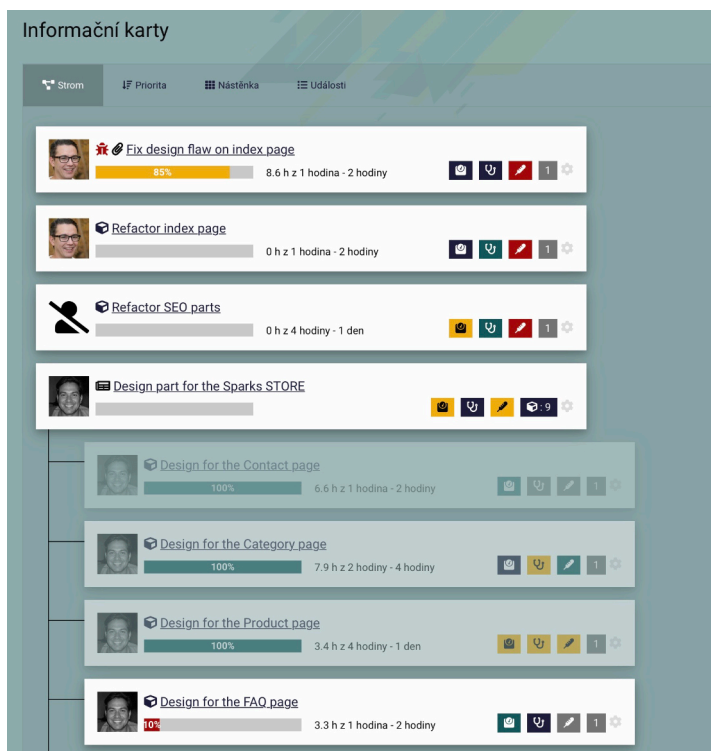 Informační karty
Strom Priorita Nástěnka Události
Fix design flaw on index page
85% 8.6 h z 1 hodina - 2 hodiny 1
Refactor index page
0 h z 1 hodina - 2 hodiny 1
Refactor SEO parts
0 h z 4 hodiny - 1 den 1
Design part for the Sparks STORE
: 9
Design for the Contact page
100% 6.6 h z 1 hodina - 2 hodiny 1
Design for the Category page
100% 7.9 h z 2 hodiny - 4 hodiny 1
Design for the Product page
100% 3.4 h z 4 hodiny - 1 den 1
Design for the FAQ page
10% 3.3 h z 1 hodina - 2 hodiny 1